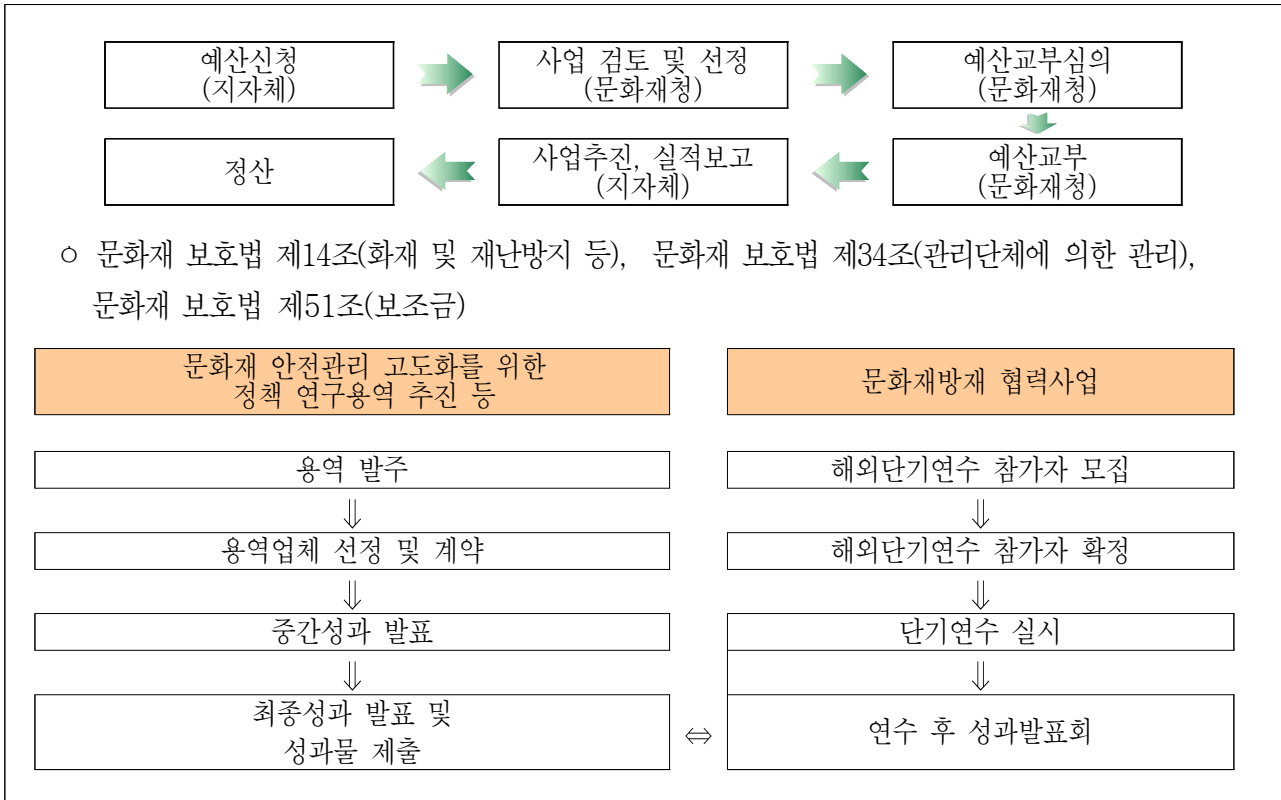 예산신청
(지자체)
사업 검토 및 선정
(문화재청)
예산교부심의
(문화재청)
정산
사업추진, 실적보고
(지자체)
예산교부
(문화재청)
ㅇ 문화재 보호법 제14조(화재 및 재난방지 등), 문화재 보호법 제34조(관리단체에 의한 관리),
문화재 보호법 제51조(보조금)
문화재 안전관리 고도화를 위한
정책 연구용역 추진 등
용역 발주
⇓
용역업체 선정 및 계약
⇓
중간성과 발표
⇓
최종성과 발표 및
성과물 제출
⇔
문화재방재 협력사업
해외단기연수 참가자 모집
⇓
해외단기연수 참가자 확정
⇓
단기연수 실시
⇓
연수 후 성과발표회